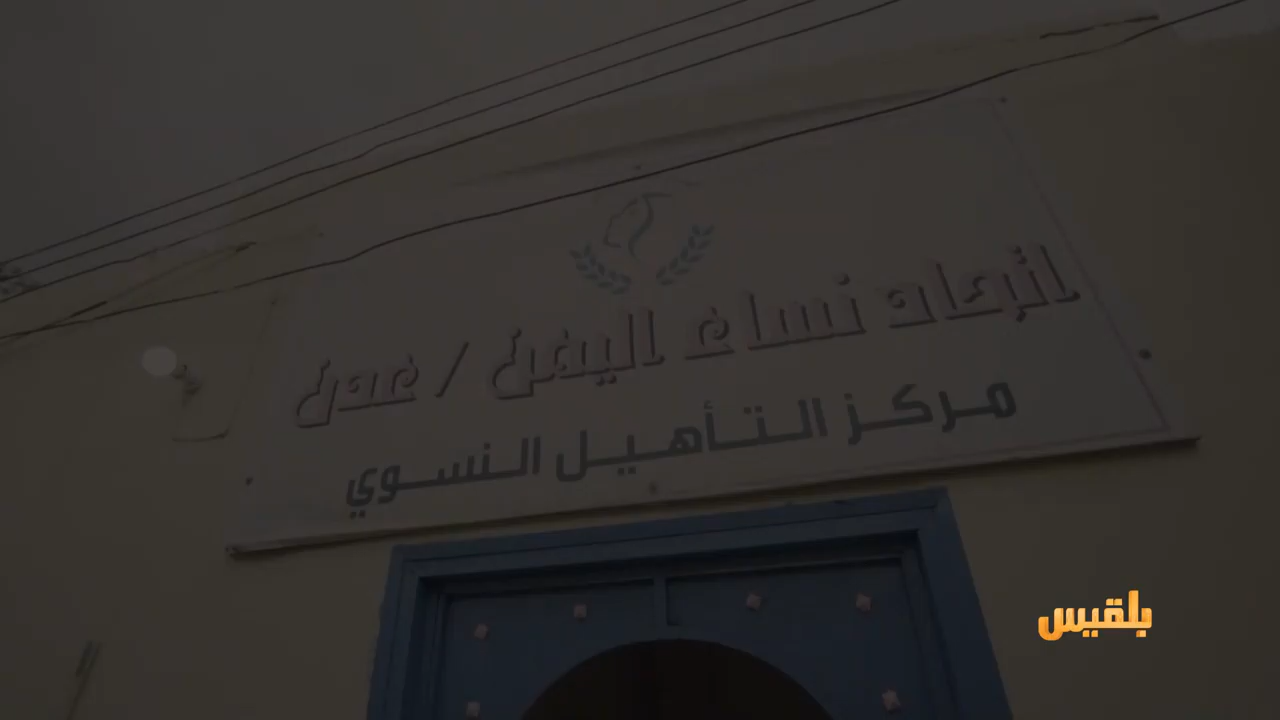 اتحاد نساء اليمن / عدن
مركز التأهيل النسوي
بلقيس